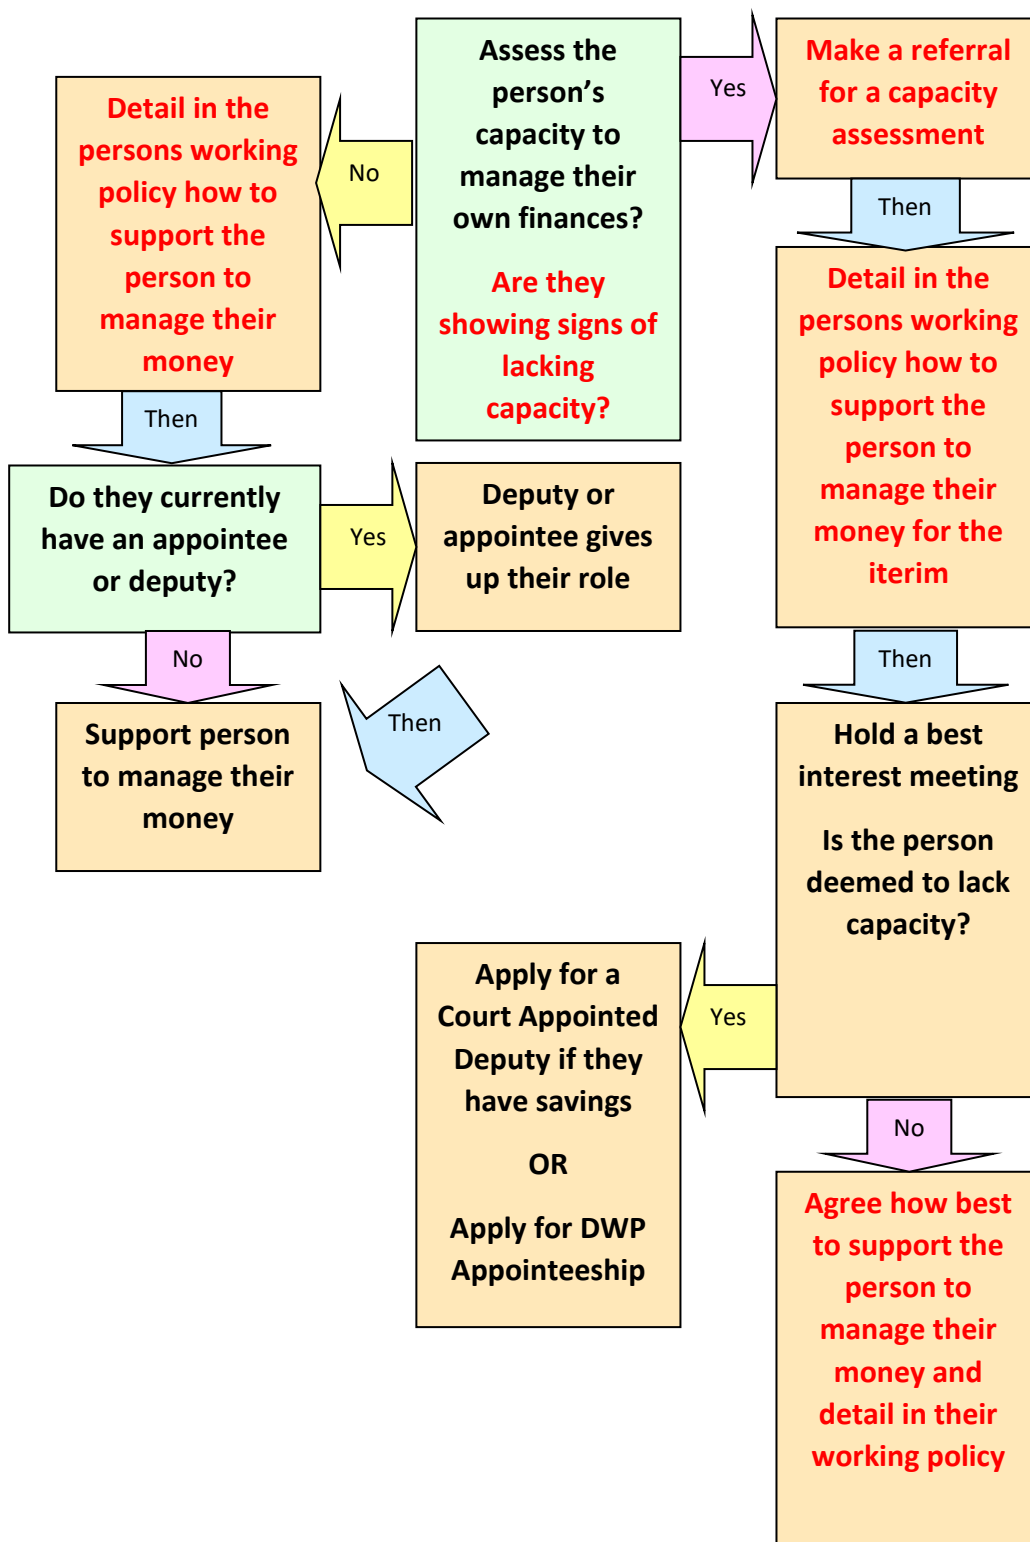 Assess the
person’s
capacity to
manage their
own finances?
Are they
showing signs of
lacking
capacity?
Yes
Make a referral
for a capacity
assessment
No
Detail in the
persons working
policy how to
support the
person to
manage their
money
Then
Do they currently
have an appointee
or deputy?
Yes
Deputy or
appointee gives
up their role
No
Then
Support person
to manage their
money
Then
Detail in the
persons working
policy how to
support the
person to
manage their
money for the
iterim
Then
Hold a best
interest meeting
Is the person
deemed to lack
capacity?
Yes
Apply for a
Court Appointed
Deputy if they
have savings
OR
Apply for DWP
Appointeeship
No
Agree how best
to support the
person to
manage their
money and
detail in their
working policy